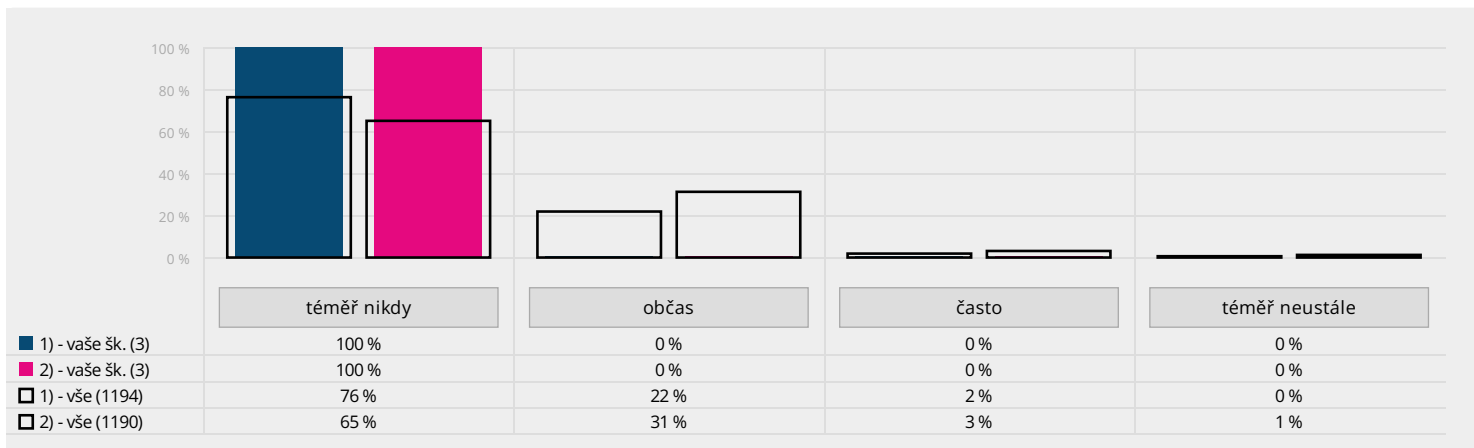 100 %
80 %
60 %
40 %
20 %
0 %
téměř nikdy občas často téměř neustále
1) - vaše šk. (3) 100 % 0 % 0 % 0 %
2) - vaše šk. (3) 100 % 0 % 0 % 0 %
1) - vše (1194) 76 % 22 % 2 % 0 %
2) - vše (1190) 65 % 31 % 3 % 1 %